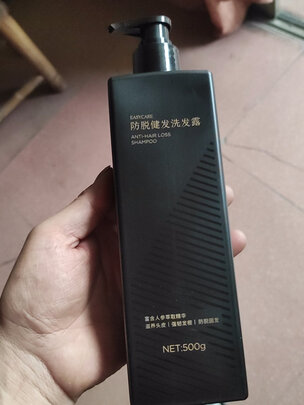 EASYCARE
防脱健发洗发露
ANTI-HAIR LOSS
SHAMPOO
富含人参萃取精华
滋养头皮 | 强韧发根 | 防脱固发
NET:500g